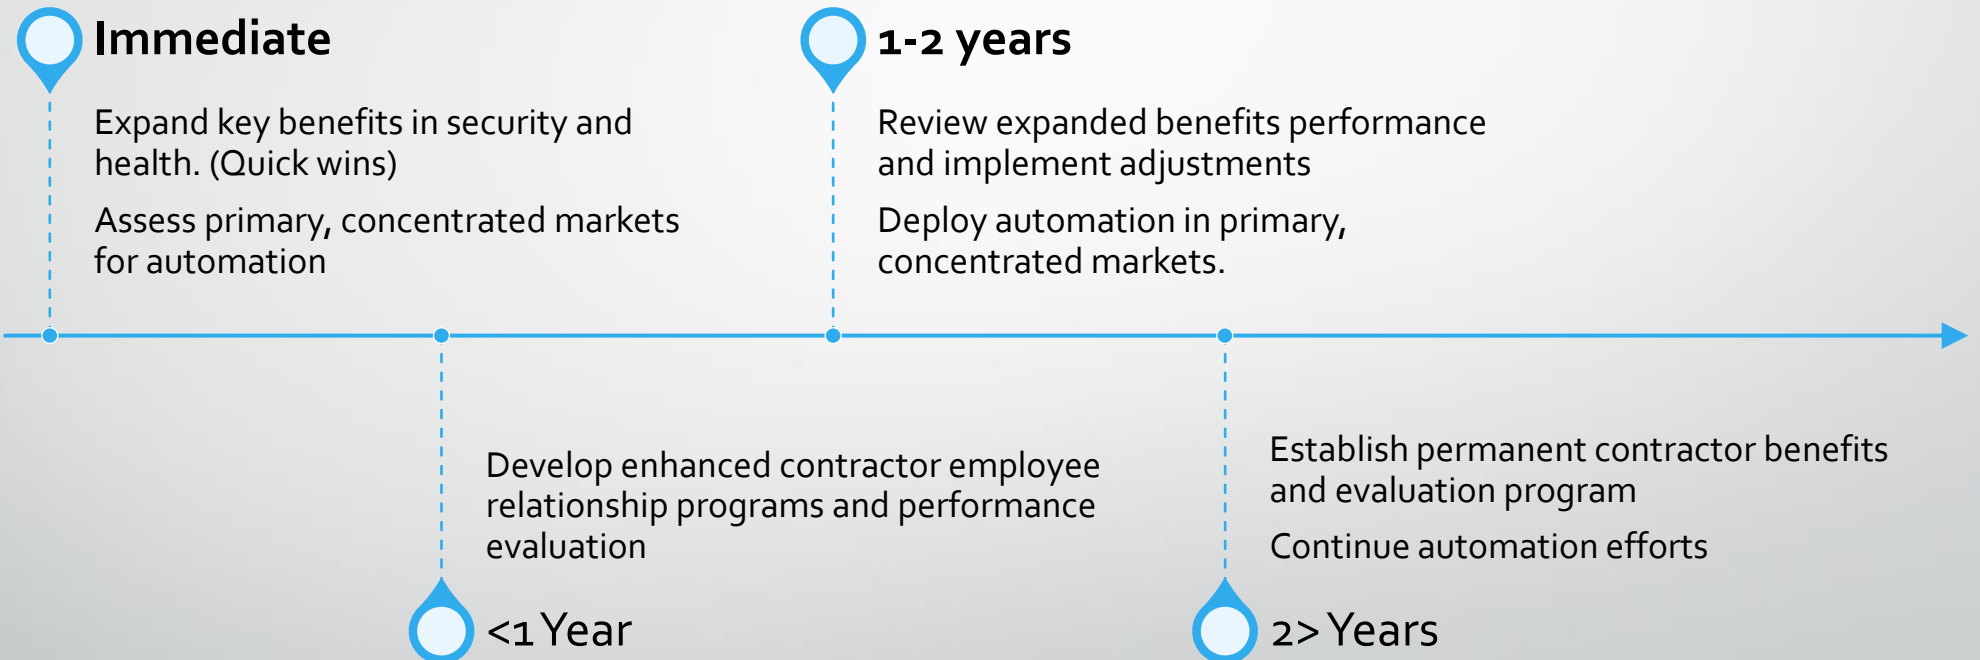 Immediate
Expand key benefits in security and
health. (Quick wins)
Assess primary, concentrated markets
for automation
1-2 years
Review expanded benefits performance
and implement adjustments
Deploy automation in primary,
concentrated markets.
Develop enhanced contractor employee
relationship programs and performance
evaluation
<1 Year
Establish permanent contractor benefits
and evaluation program
Continue automation efforts
2> Years